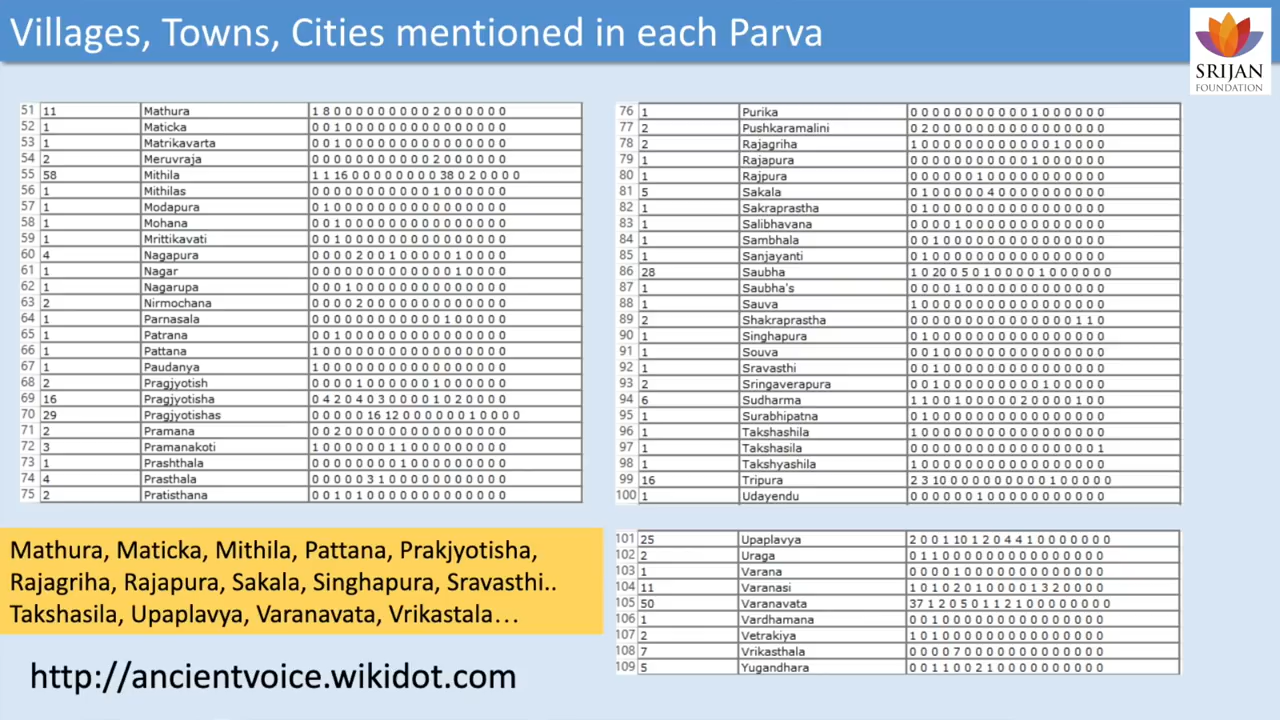 Villages, Towns, Cities mentioned in each Parva
SRIJAN
FOUNDATION
51 11 Mathura 1 8 0 0 0 0 0 0 0 0 0 2 0 0 0 0 0 0
52 1 Maticka 0 0 1 0 0 0 0 0 0 0 0 0 0 0 0 0 0 0
53 1 Matrikavarta 0 0 1 0 0 0 0 0 0 0 0 0 0 0 0 0 0 0
54 2 Meruvraja 0 0 0 0 0 0 0 0 0 0 0 2 0 0 0 0 0 0
55 58 Mithila 1 1 16 0 0 0 0 0 0 0 0 38 0 2 0 0 0 0
56 1 Mithilas 0 0 0 0 0 0 0 0 0 0 0 1 0 0 0 0 0 0
57 1 Modapura 0 1 0 0 0 0 0 0 0 0 0 0 0 0 0 0 0 0
58 1 Mohana 0 0 1 0 0 0 0 0 0 0 0 0 0 0 0 0 0 0
59 1 Mrittikavati 0 0 1 0 0 0 0 0 0 0 0 0 0 0 0 0 0 0
60 4 Nagapura 0 0 0 0 2 0 0 1 0 0 0 0 0 1 0 0 0 0
61 1 Nagar 0 0 0 0 0 0 0 0 0 0 0 0 0 1 0 0 0 0
62 1 Nagarupa 0 0 0 1 0 0 0 0 0 0 0 0 0 0 0 0 0 0
63 2 Nirmochana 0 0 0 0 2 0 0 0 0 0 0 0 0 0 0 0 0 0
64 1 Parnasala 0 0 0 0 0 0 0 0 0 0 0 0 1 0 0 0 0 0
65 1 Patrana 0 0 1 0 0 0 0 0 0 0 0 0 0 0 0 0 0 0
66 1 Pattana 1 0 0 0 0 0 0 0 0 0 0 0 0 0 0 0 0 0
67 1 Paudanya 1 0 0 0 0 0 0 0 0 0 0 0 0 0 0 0 0 0
68 2 Pragjyotish 0 0 0 0 1 0 0 0 0 0 0 1 0 0 0 0 0 0
69 16 Pragjyotisha 0 4 2 0 4 0 3 0 0 0 0 1 0 2 0 0 0 0
70 29 Pragjyotishas 0 0 0 0 0 16 12 0 0 0 0 0 0 1 0 0 0 0
71 2 Pramana 0 0 2 0 0 0 0 0 0 0 0 0 0 0 0 0 0 0
72 3 Pramanakoti 1 0 0 0 0 0 0 1 1 0 0 0 0 0 0 0 0 0
73 1 Prashthala 0 0 0 0 0 0 0 0 1 0 0 0 0 0 0 0 0 0
74 4 Prasthala 0 0 0 0 0 3 1 0 0 0 0 0 0 0 0 0 0 0
75 2 Pratisthana 0 0 1 0 1 0 0 0 0 0 0 0 0 0 0 0 0 0
76 1 Purika 0 0 0 0 0 0 0 0 0 0 0 1 0 0 0 0 0 0
77 2 Pushkaramalini 0 2 0 0 0 0 0 0 0 0 0 0 0 0 0 0 0 0
78 2 Rajagriha 1 0 0 0 0 0 0 0 0 0 0 0 0 1 0 0 0 0
79 1 Rajapura 0 0 0 0 0 0 0 0 0 0 0 1 0 0 0 0 0 0
80 1 Rajpura 0 0 0 0 0 0 1 0 0 0 0 0 0 0 0 0 0 0
81 5 Sakala 0 1 0 0 0 0 0 4 0 0 0 0 0 0 0 0 0 0
82 1 Sakraprastha 0 1 0 0 0 0 0 0 0 0 0 0 0 0 0 0 0 0
83 1 Salibhavana 0 0 0 0 1 0 0 0 0 0 0 0 0 0 0 0 0 0
84 1 Sambhala 0 0 1 0 0 0 0 0 0 0 0 0 0 0 0 0 0 0
85 1 Sanjayanti 0 1 0 0 0 0 0 0 0 0 0 0 0 0 0 0 0 0
86 28 Saubha 1 0 20 0 5 0 1 0 0 0 0 1 0 0 0 0 0 0
87 1 Saubha's 0 0 0 0 1 0 0 0 0 0 0 0 0 0 0 0 0 0
88 1 Sauva 1 0 0 0 0 0 0 0 0 0 0 0 0 0 0 0 0 0
89 2 Shakraprastha 0 0 0 0 0 0 0 0 0 0 0 0 0 0 0 1 1 0
90 1 Singhapura 0 1 0 0 0 0 0 0 0 0 0 0 0 0 0 0 0 0
91 1 Souva 0 0 1 0 0 0 0 0 0 0 0 0 0 0 0 0 0 0
92 1 Sravasthi 0 0 1 0 0 0 0 0 0 0 0 0 0 0 0 0 0 0
93 2 Sringaverapura 0 0 1 0 0 0 0 0 0 0 0 0 1 0 0 0 0 0
94 6 Sudharma 1 1 0 0 1 0 0 0 0 0 2 0 0 0 0 1 0 0
95 1 Surabhipatna 0 1 0 0 0 0 0 0 0 0 0 0 0 0 0 0 0 0
96 1 Takshashila 1 0 0 0 0 0 0 0 0 0 0 0 0 0 0 0 0 0
97 1 Takshasila 0 0 0 0 0 0 0 0 0 0 0 0 0 0 0 0 0 1
98 1 Takshyashila 1 0 0 0 0 0 0 0 0 0 0 0 0 0 0 0 0 0
99 16 Tripura 2 3 10 0 0 0 0 0 0 0 0 0 1 0 0 0 0 0
100 1 Udayendu 0 0 0 0 0 0 1 0 0 0 0 0 0 0 0 0 0 0
101 25 Upaplavya 2 0 0 1 10 1 2 0 4 4 1 0 0 0 0 0 0 0
102 2 Uraga 0 1 1 0 0 0 0 0 0 0 0 0 0 0 0 0 0 0
103 1 Varana 0 0 0 0 1 0 0 0 0 0 0 0 0 0 0 0 0 0
104 11 Varanasi 1 0 1 0 2 0 1 0 0 0 0 1 3 2 0 0 0 0
105 50 Varanavata 37 1 2 0 5 0 1 1 2 1 0 0 0 0 0 0 0 0
106 1 Vardhamana 0 0 1 0 0 0 0 0 0 0 0 0 0 0 0 0 0 0
107 2 Vetrakiya 1 0 1 0 0 0 0 0 0 0 0 0 0 0 0 0 0 0
108 7 Vrikasthala 0 0 0 0 7 0 0 0 0 0 0 0 0 0 0 0 0 0
109 5 Yugandhara 0 0 1 1 0 0 2 1 0 0 0 0 0 0 0 0 0 0
Mathura, Maticka, Mithila, Pattana, Prakjyotisha,
Rajagriha, Rajapura, Sakala, Singhapura, Sravasthi..
Takshasila, Upaplavya, Varanavata, Vrikastala...
http://ancientvoice.wikidot.com